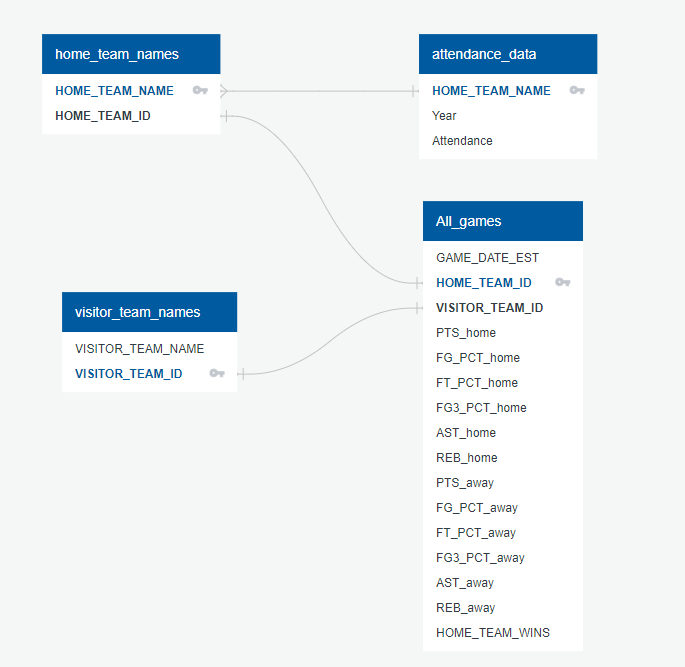 home_team_names
HOME_TEAM_NAME
HOME_TEAM_ID
attendance_data
HOME_TEAM_NAME
Year
Attendance
All_games
GAME_DATE_EST
HOME_TEAM_ID
VISITOR_TEAM_ID
PTS_home
FG_PCT_home
FT_PCT_home
FG3_PCT_home
AST_home
REB_home
PTS_away
FG_PCT_away
FT_PCT_away
FG3_PCT_away
AST_away
REB_away
HOME_TEAM_WINS
visitor_team_names
VISITOR_TEAM_NAME
VISITOR_TEAM_ID